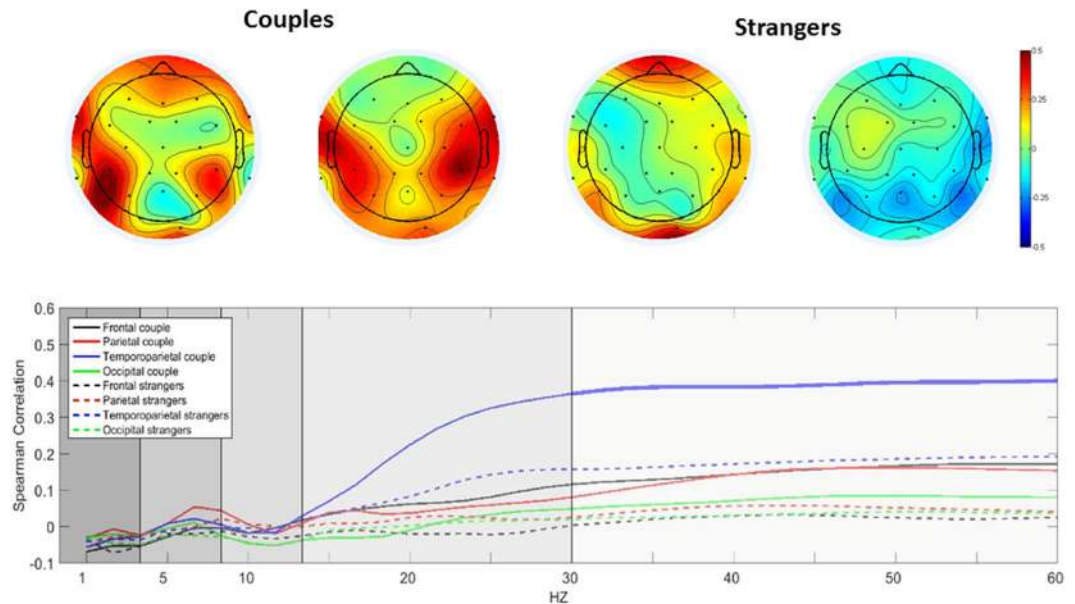 Couples
Strangers
0.5
0.25
0
-0.25
-0.5
0.6
0.5
0.4
0.3
0.2
0.1
0
-0.1
Spearman Correlation
Frontal couple
Parietal couple
Temporoparietal couple
Occipital couple
Frontal strangers
Parietal strangers
Temporoparietal strangers
Occipital strangers
1 5 10 20 30 40 50 60
HZ